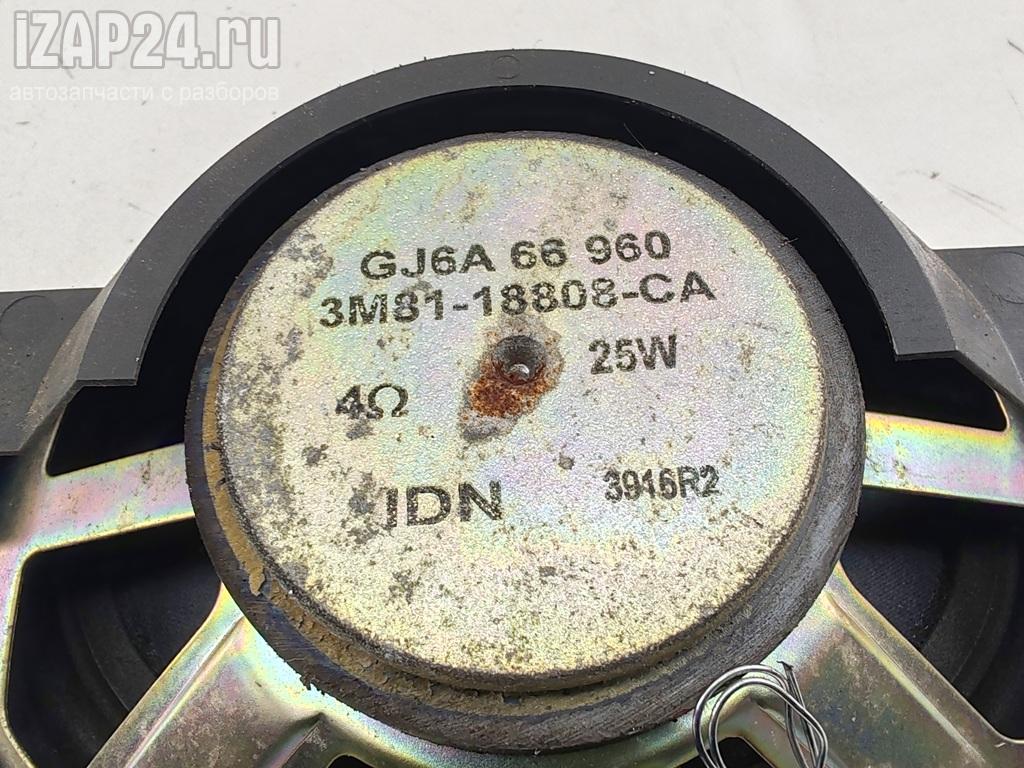 iZAP24.ru
автозапчасти с разборов
GJ6A 66 960
3M81-18808-CA
25W
4Ω
IDN
3916R2